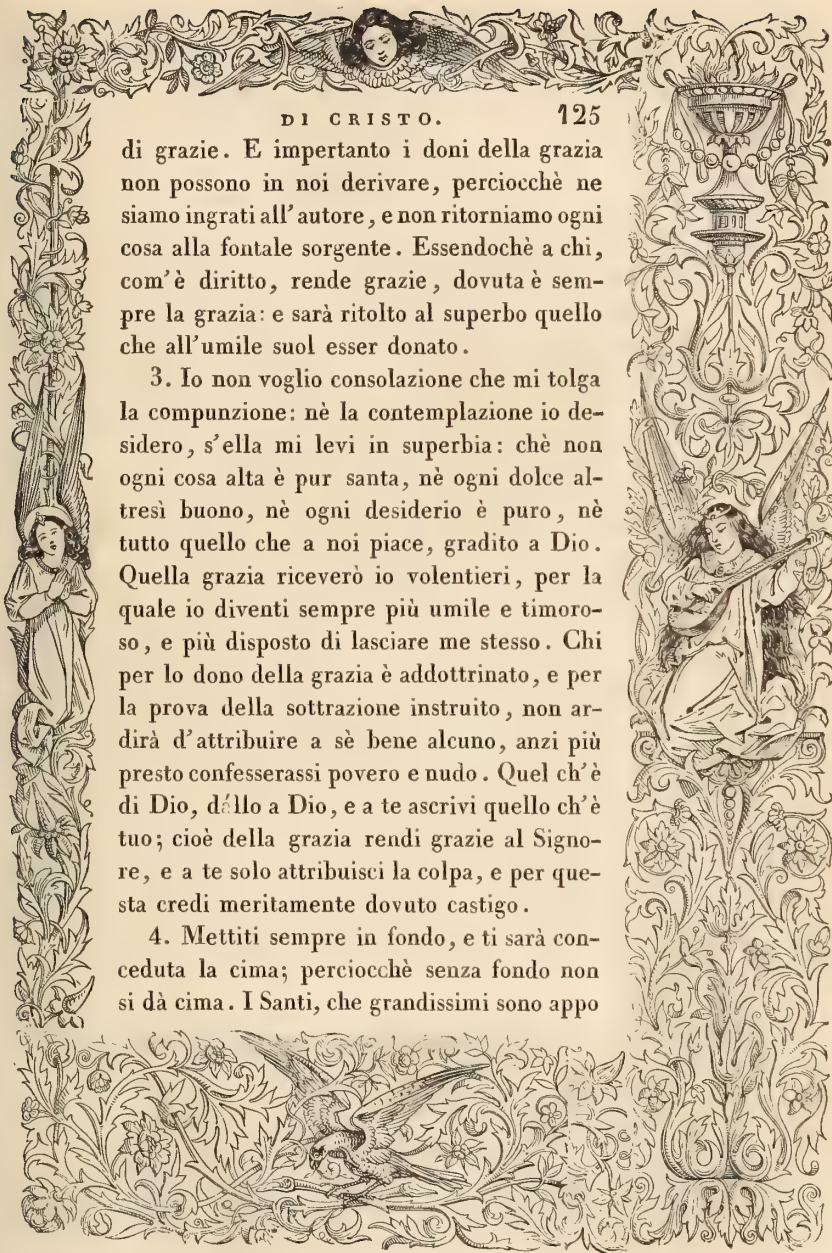 DI CRISTO. 125
di grazie. E impertanto i doni della grazia
non possono in noi derivare, perciocchè ne
siamo ingrati all'autore, e non ritorniamo ogni
cosa alla fontale sorgente. Essendochè a chi,
com'è diritto, rende grazie, dovuta è sem-
pre la grazia: e sarà ritolto al superbo quello
che all'umile suol esser donato.
3. Io non voglio consolazione che mi tolga
la compunzione: nè la contemplazione io de-
sidero, s'ella mi levi in superbia: chè non
ogni cosa alta è pur santa, nè ogni dolce al-
tresì buono, nè ogni desiderio è puro, nè
tutto quello che a noi piace, gradito a Dio.
Quella grazia riceverò io volentieri, per la
quale io diventi sempre più umile e timoro-
so, e più disposto di lasciare me stesso. Chi
per lo dono della grazia è addottrinato, e per
la prova della sottrazione instruito, non ar-
dirà d'attribuire a sè bene alcuno, anzi più
presto confesserassi povero e nudo. Quel ch'è
di Dio, dállo a Dio, e a te ascrivi quello ch'è
tuo; cioè della grazia rendi grazie al Signo-
re, e a te solo attribuisci la colpa, e per que-
sta credi meritamente dovuto castigo.
4. Mettiti sempre in fondo, e ti sarà con-
ceduta la cima; perciocchè senza fondo non
si dà cima. I Santi, che grandissimi sono appo